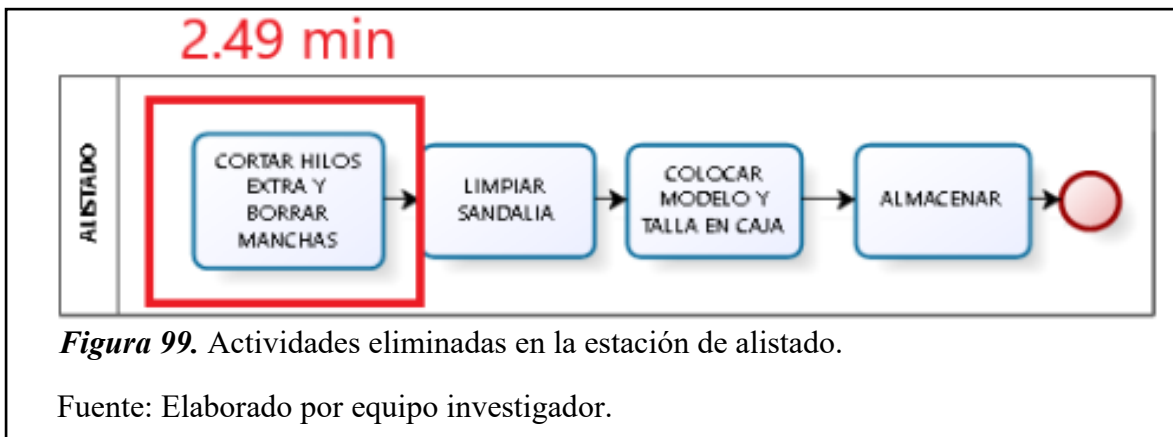 2.49 min
ALISTADO
CORTAR HILOS
EXTRA Y
BORRAR
MANCHAS
LIMPIAR
SANDALIA
COLOCAR
MODELO Y
TALLA EN CAJA
ALMACENAR
Figura 99. Actividades eliminadas en la estación de alistado.
Fuente: Elaborado por equipo investigador.